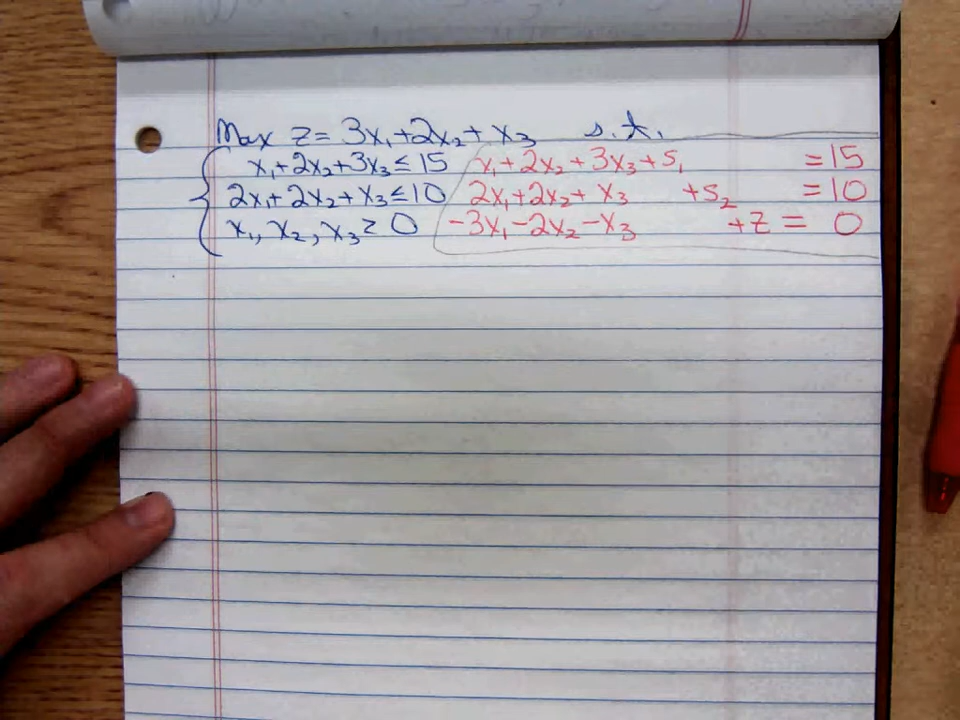 Max z = 3x₁+2x₂+x₃ s.t.
x₁+2x₂+3x₃≤15 x₁+2x₂+3x₃+s₁ =15
2x₁+2x₂+x₃≤10 2x₁+2x₂+x₃ +s₂ =10
x₁, x₂, x₃≥0 -3x₁-2x₂-x₃ +z = 0